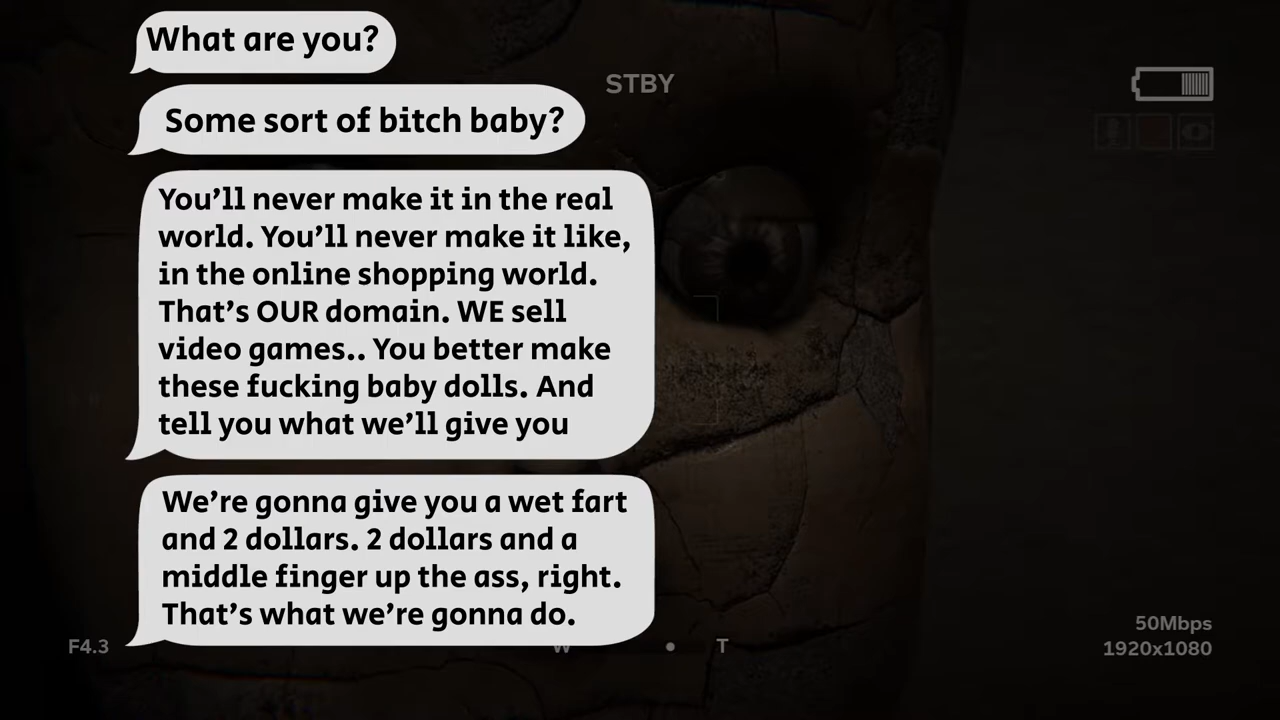 What are you?
STBY
Some sort of bitch baby?
You'll never make it in the real
world. You'll never make it like,
in the online shopping world.
That's OUR domain. WE sell
video games.. You better make
these fucking baby dolls. And
tell you what we'll give you
We're gonna give you a wet fart
and 2 dollars. 2 dollars and a
middle finger up the ass, right.
That's what we're gonna do.
F4.3
W
T
50Mbps
1920x1080